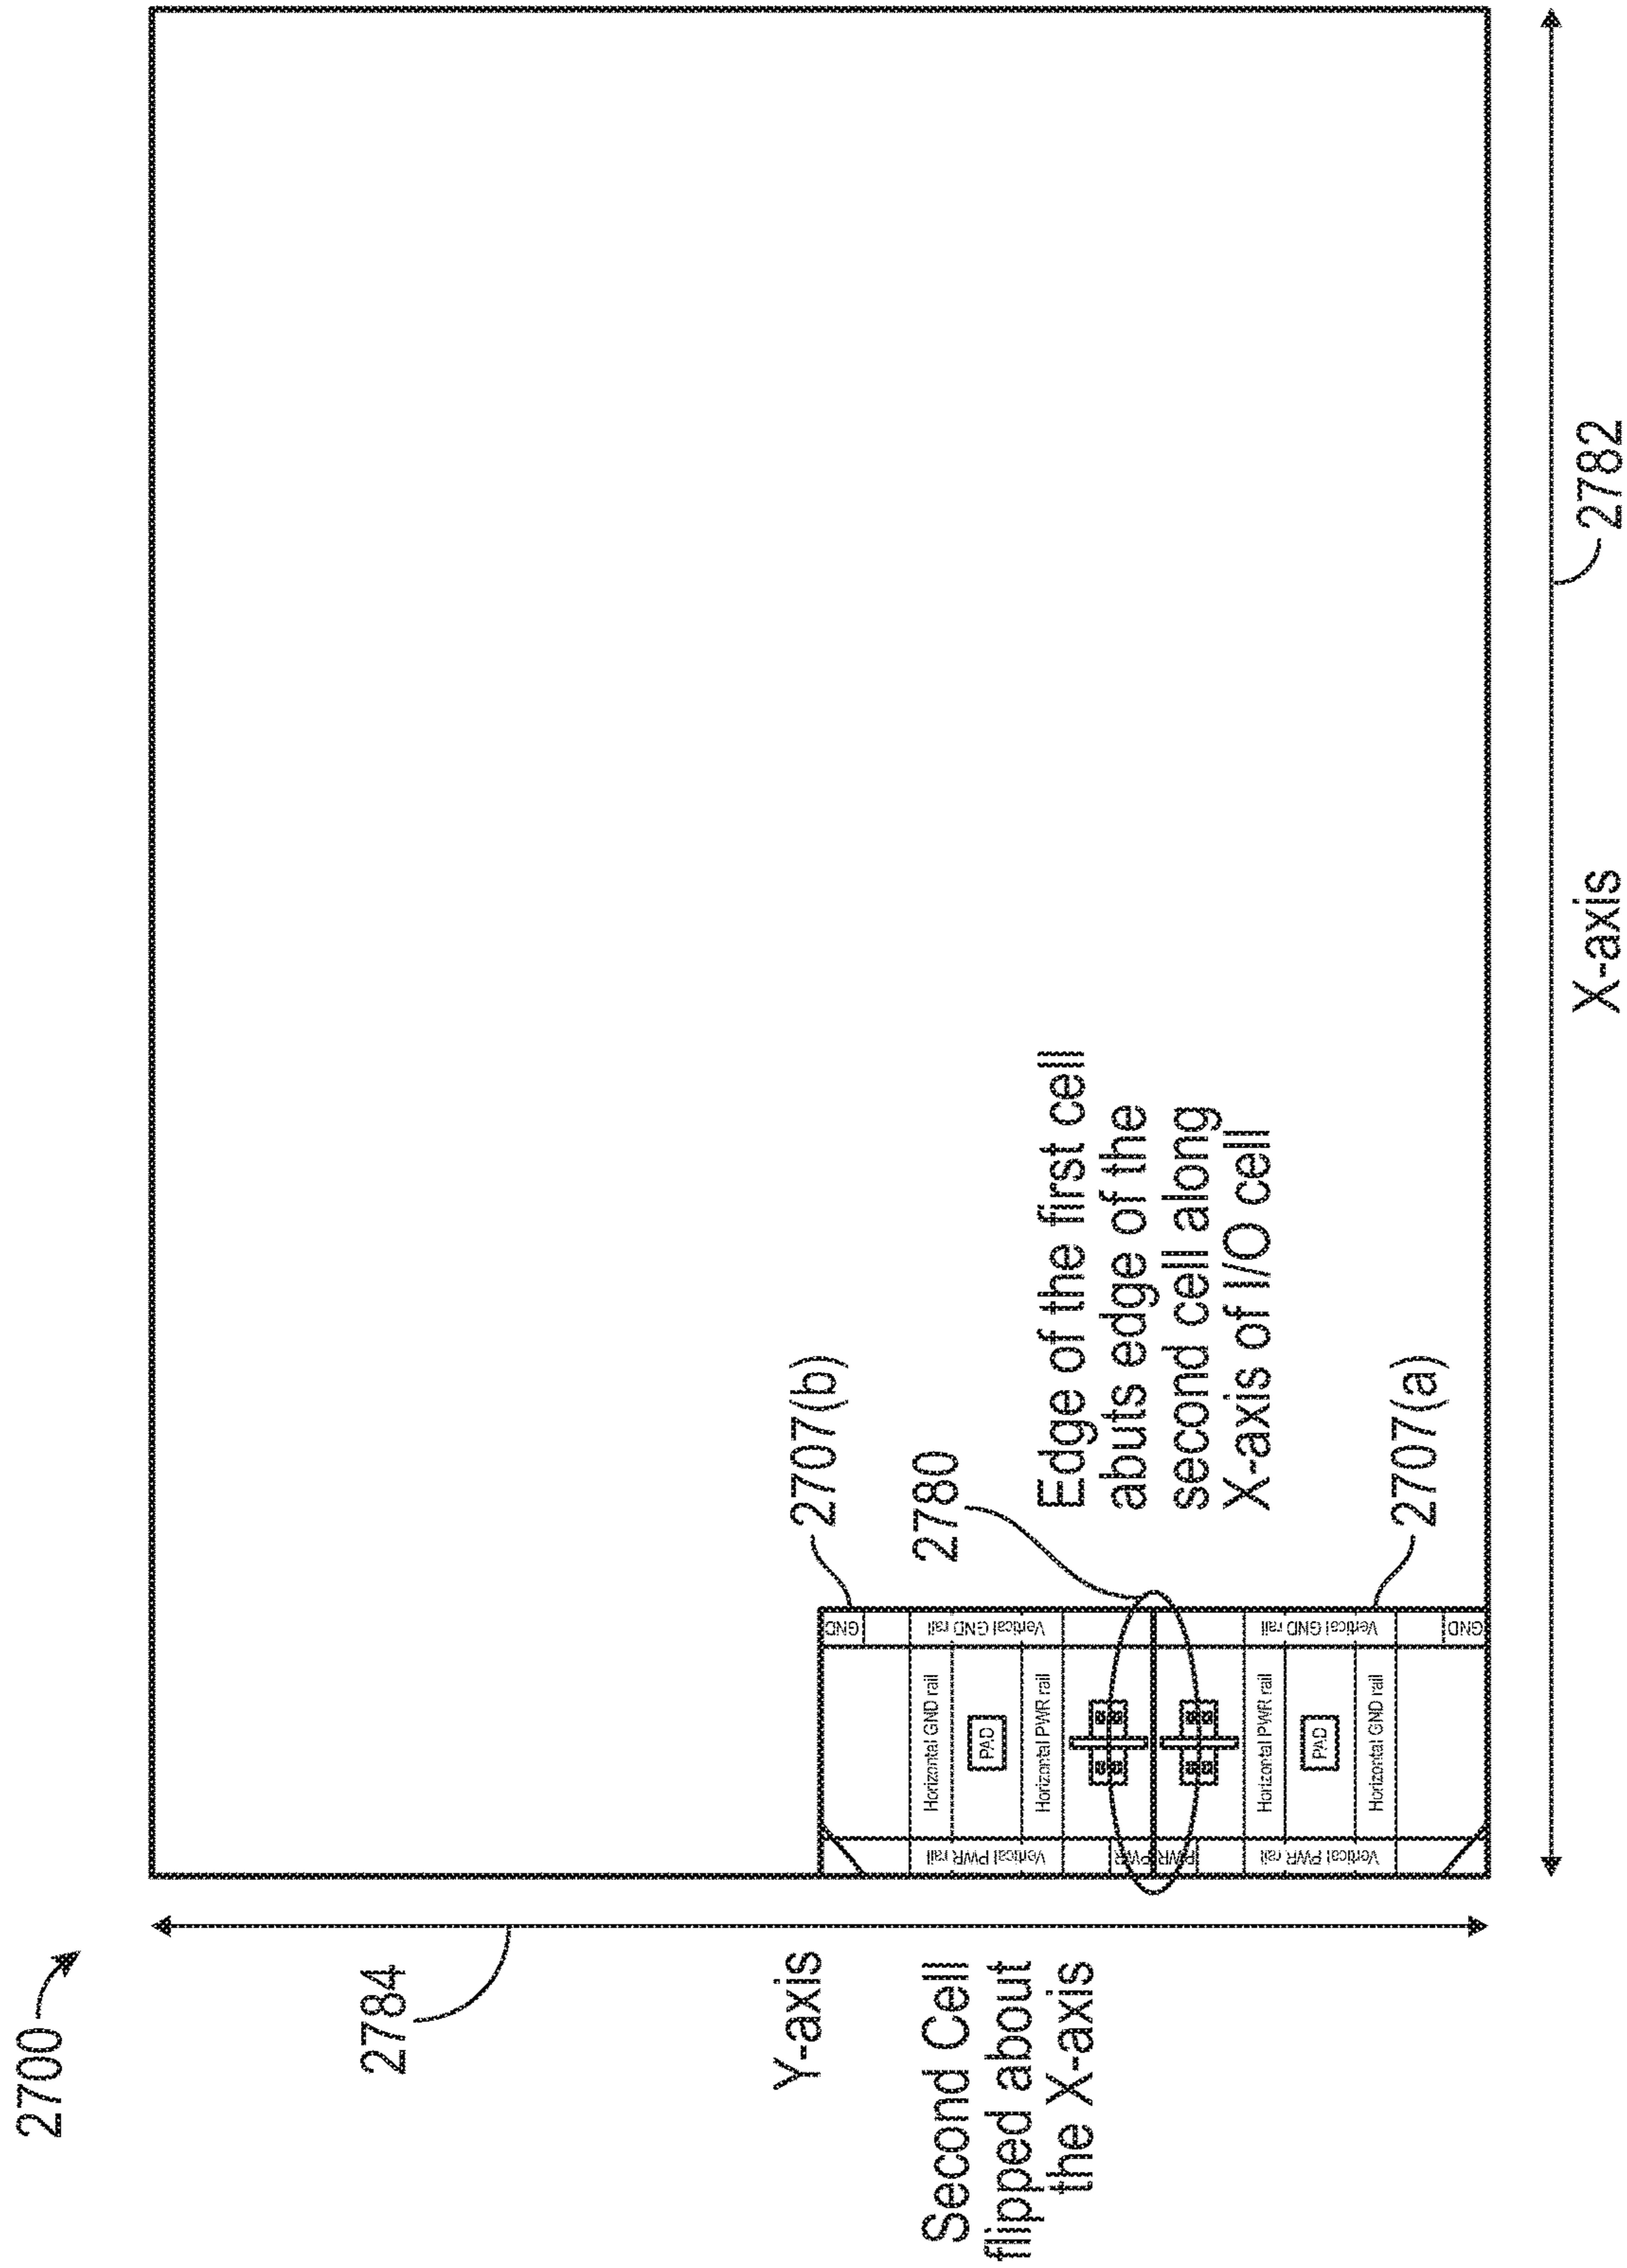 2700
2784
Y-axis
Second Cell
flipped about
the X-axis
2707(b)
2780
Edge of the first cell
abuts edge of the
second cell along
X-axis of I/O cell
2707(a)
GND
Horizontal GND rail
Vertical PWR rail
PAD
Vertical GND rail
Horizontal PWR rail
PWR
PWR
Horizontal PWR rail
Vertical PWR rail
PAD
Vertical GND rail
Horizontal GND rail
GND
2782
X-axis